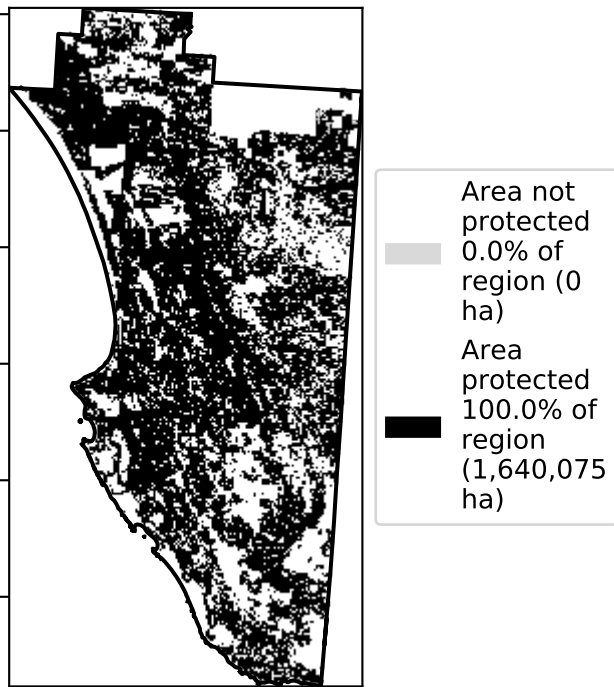 Area not
protected
0.0% of
region (0
ha)
Area
protected
100.0% of
region
(1,640,075
ha)